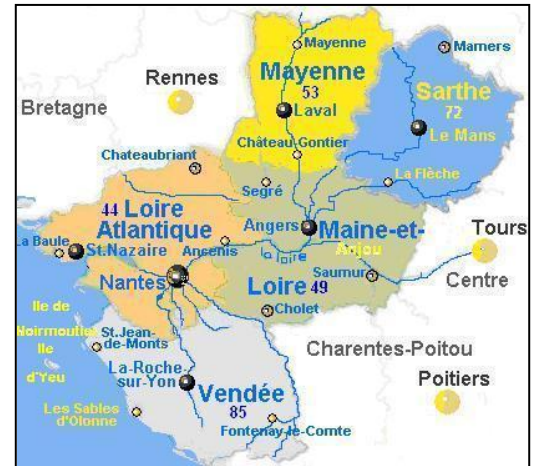 Mayenne
Mamers
Rennes
Mayenne
53
Sarthe
72
Bretagne
Laval
Le Mans
Château-Gontier
Chateaubriant
La Flèche
Segré
44 Loire
Atlantique
Angers
Maine-et-
Tours
La Baule
St.Nazaire
Ancenis
la loire
Anjou
Saumur
Centre
Nantes
Loire 49
Cholet
Ile de
Noirmoutier
Ile
d'Yeu
St.Jean-
de-Monts
Charentes-Poitou
La-Roche-
sur-Yon
Vendée
85
Poitiers
Les Sables
d'Olonne
Fontenay-le-Comte